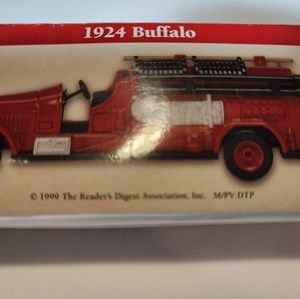 1924 Buffalo
© 1999 The Reader's Digest Association, Inc. M/PV:DTP